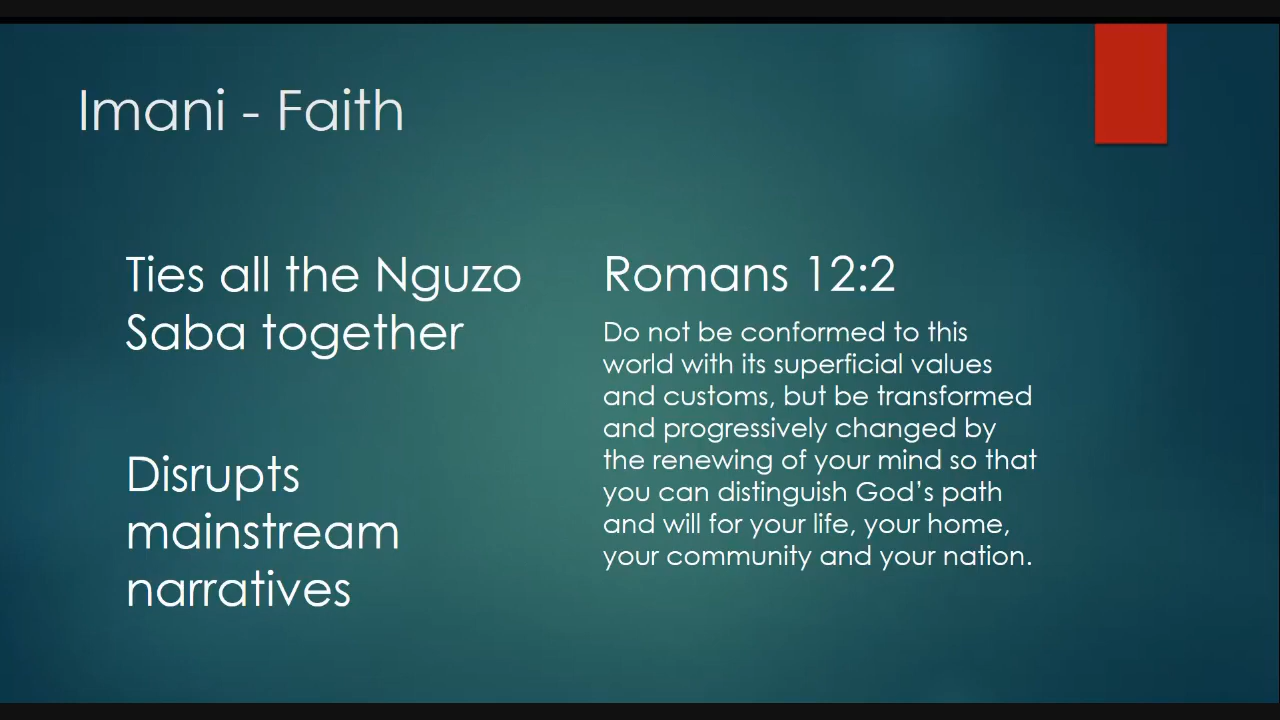 Imani - Faith
Ties all the Nguzo
Saba together
Disrupts
mainstream
narratives
Romans 12:2
Do not be conformed to this
world with its superficial values
and customs, but be transformed
and progressively changed by
the renewing of your mind so that
you can distinguish God’s path
and will for your life, your home,
your community and your nation.